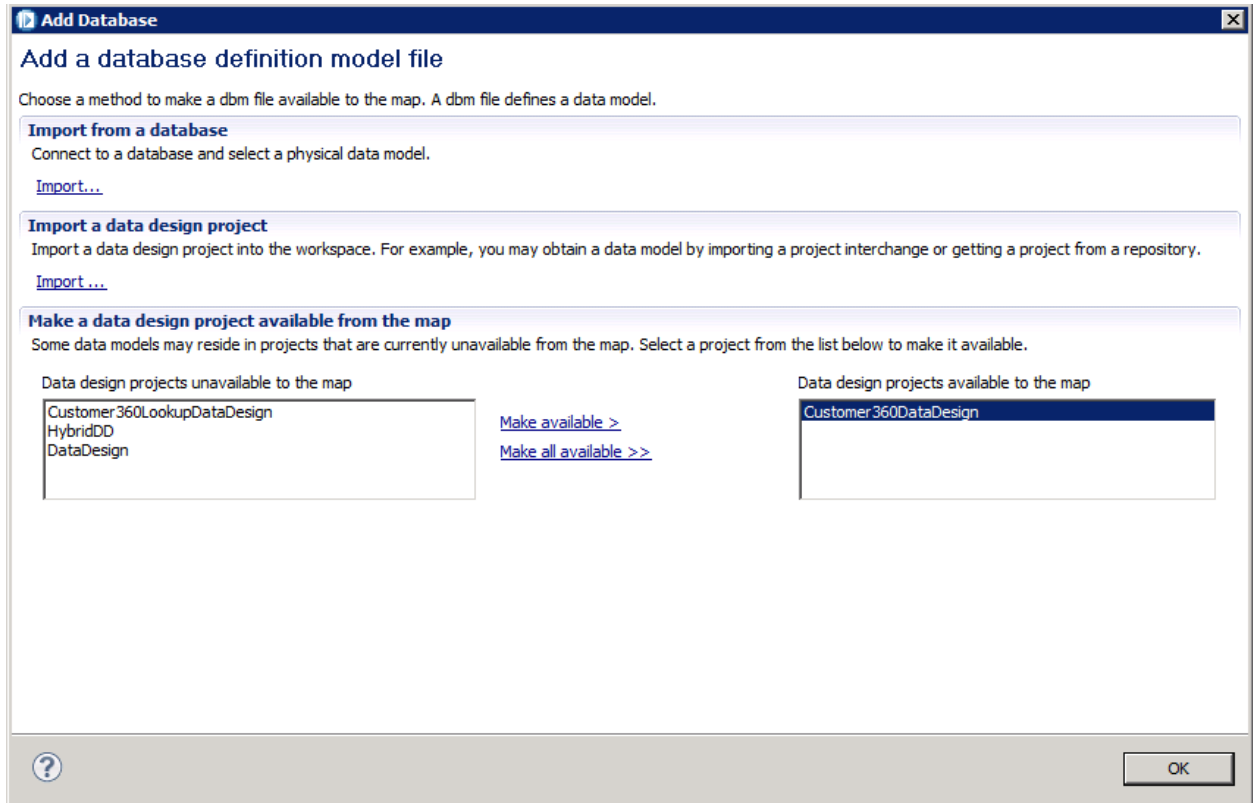 Add Database
Add a database definition model file
Choose a method to make a dbm file available to the map. A dbm file defines a data model.
Import from a database
Connect to a database and select a physical data model.
Import...
Import a data design project
Import a data design project into the workspace. For example, you may obtain a data model by importing a project interchange or getting a project from a repository.
Import ...
Make a data design project available from the map
Some data models may reside in projects that are currently unavailable from the map. Select a project from the list below to make it available.
Data design projects unavailable to the map
Customer360LookupDataDesign
HybridDD
DataDesign
Make available >
Make all available >>
Data design projects available to the map
Customer360DataDesign
?
OK